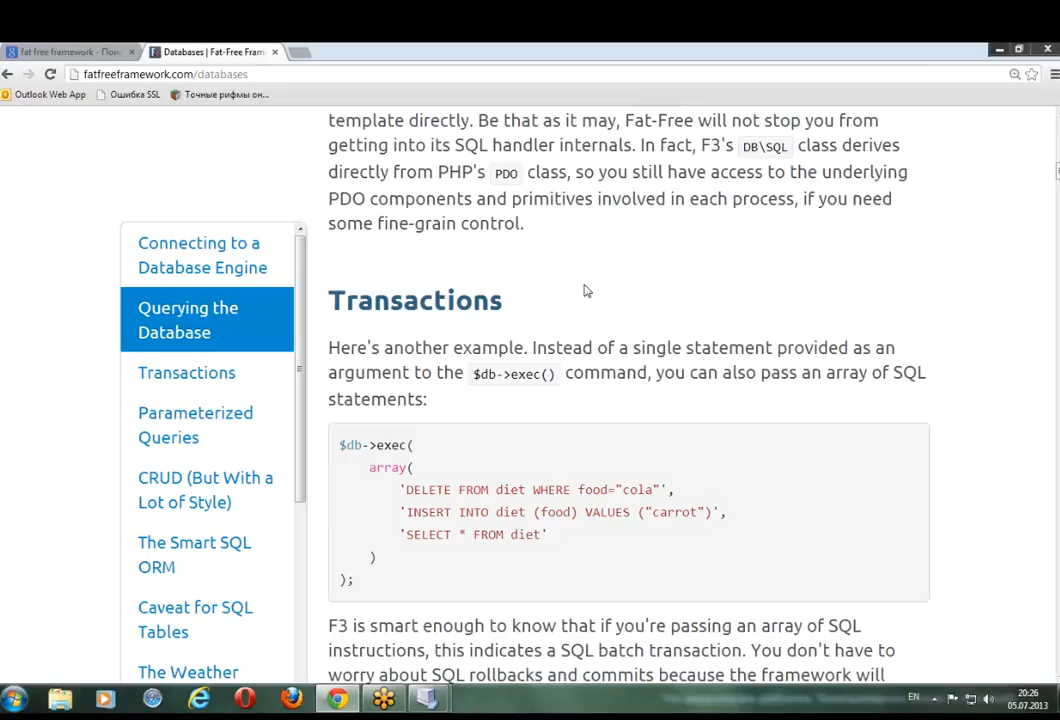 fat free framework - Пои
Databases | Fat-Free Fram
fatfreeframework.com/databases
Outlook Web App
Ошибка SSL
Точные рифмы он...
template directly. Be that as it may, Fat-Free will not stop you from
getting into its SQL handler internals. In fact, F3's DB\SQL class derives
directly from PHP's PDO class, so you still have access to the underlying
PDO components and primitives involved in each process, if you need
some fine-grain control.
Connecting to a
Database Engine
Querying the
Database
Transactions
Parameterized
Queries
CRUD (But With a
Lot of Style)
The Smart SQL
ORM
Caveat for SQL
Tables
The Weather
Transactions
Here's another example. Instead of a single statement provided as an
argument to the $db->exec() command, you can also pass an array of SQL
statements:
$db->exec(
array(
'DELETE FROM diet WHERE food="cola"',
'INSERT INTO diet (food) VALUES ("carrot")',
'SELECT * FROM diet'
)
);
F3 is smart enough to know that if you're passing an array of SQL
instructions, this indicates a SQL batch transaction. You don't have to
worry about SQL rollbacks and commits because the framework will
EN
20:26
05.07.2013